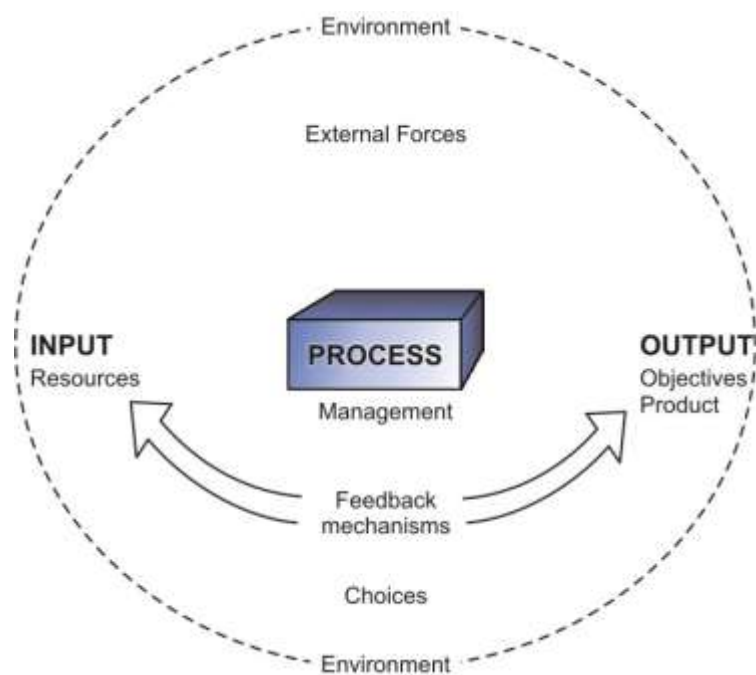 Environment
External Forces
INPUT
Resources
PROCESS
Management
OUTPUT
Objectives
Product
Feedback
mechanisms
Choices
Environment